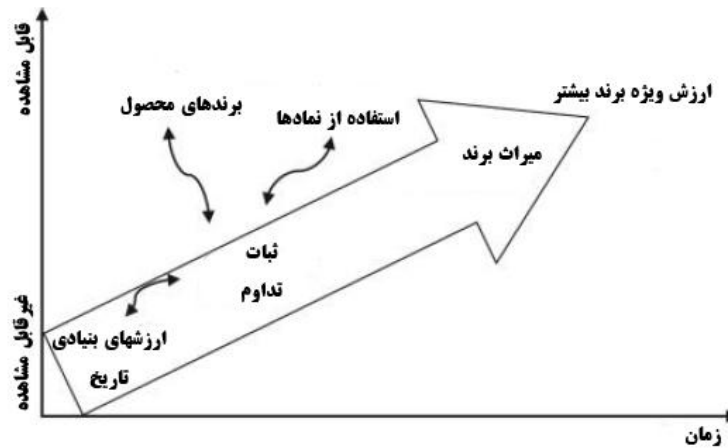 قابل مشاهده
ارزش ویژه برند بیشتر
برندهای محصول
استفاده از نمادها
میراث برند
ثبات
تداوم
ارزشهای بنیادی
تاریخ
غیرقابل مشاهده
زمان